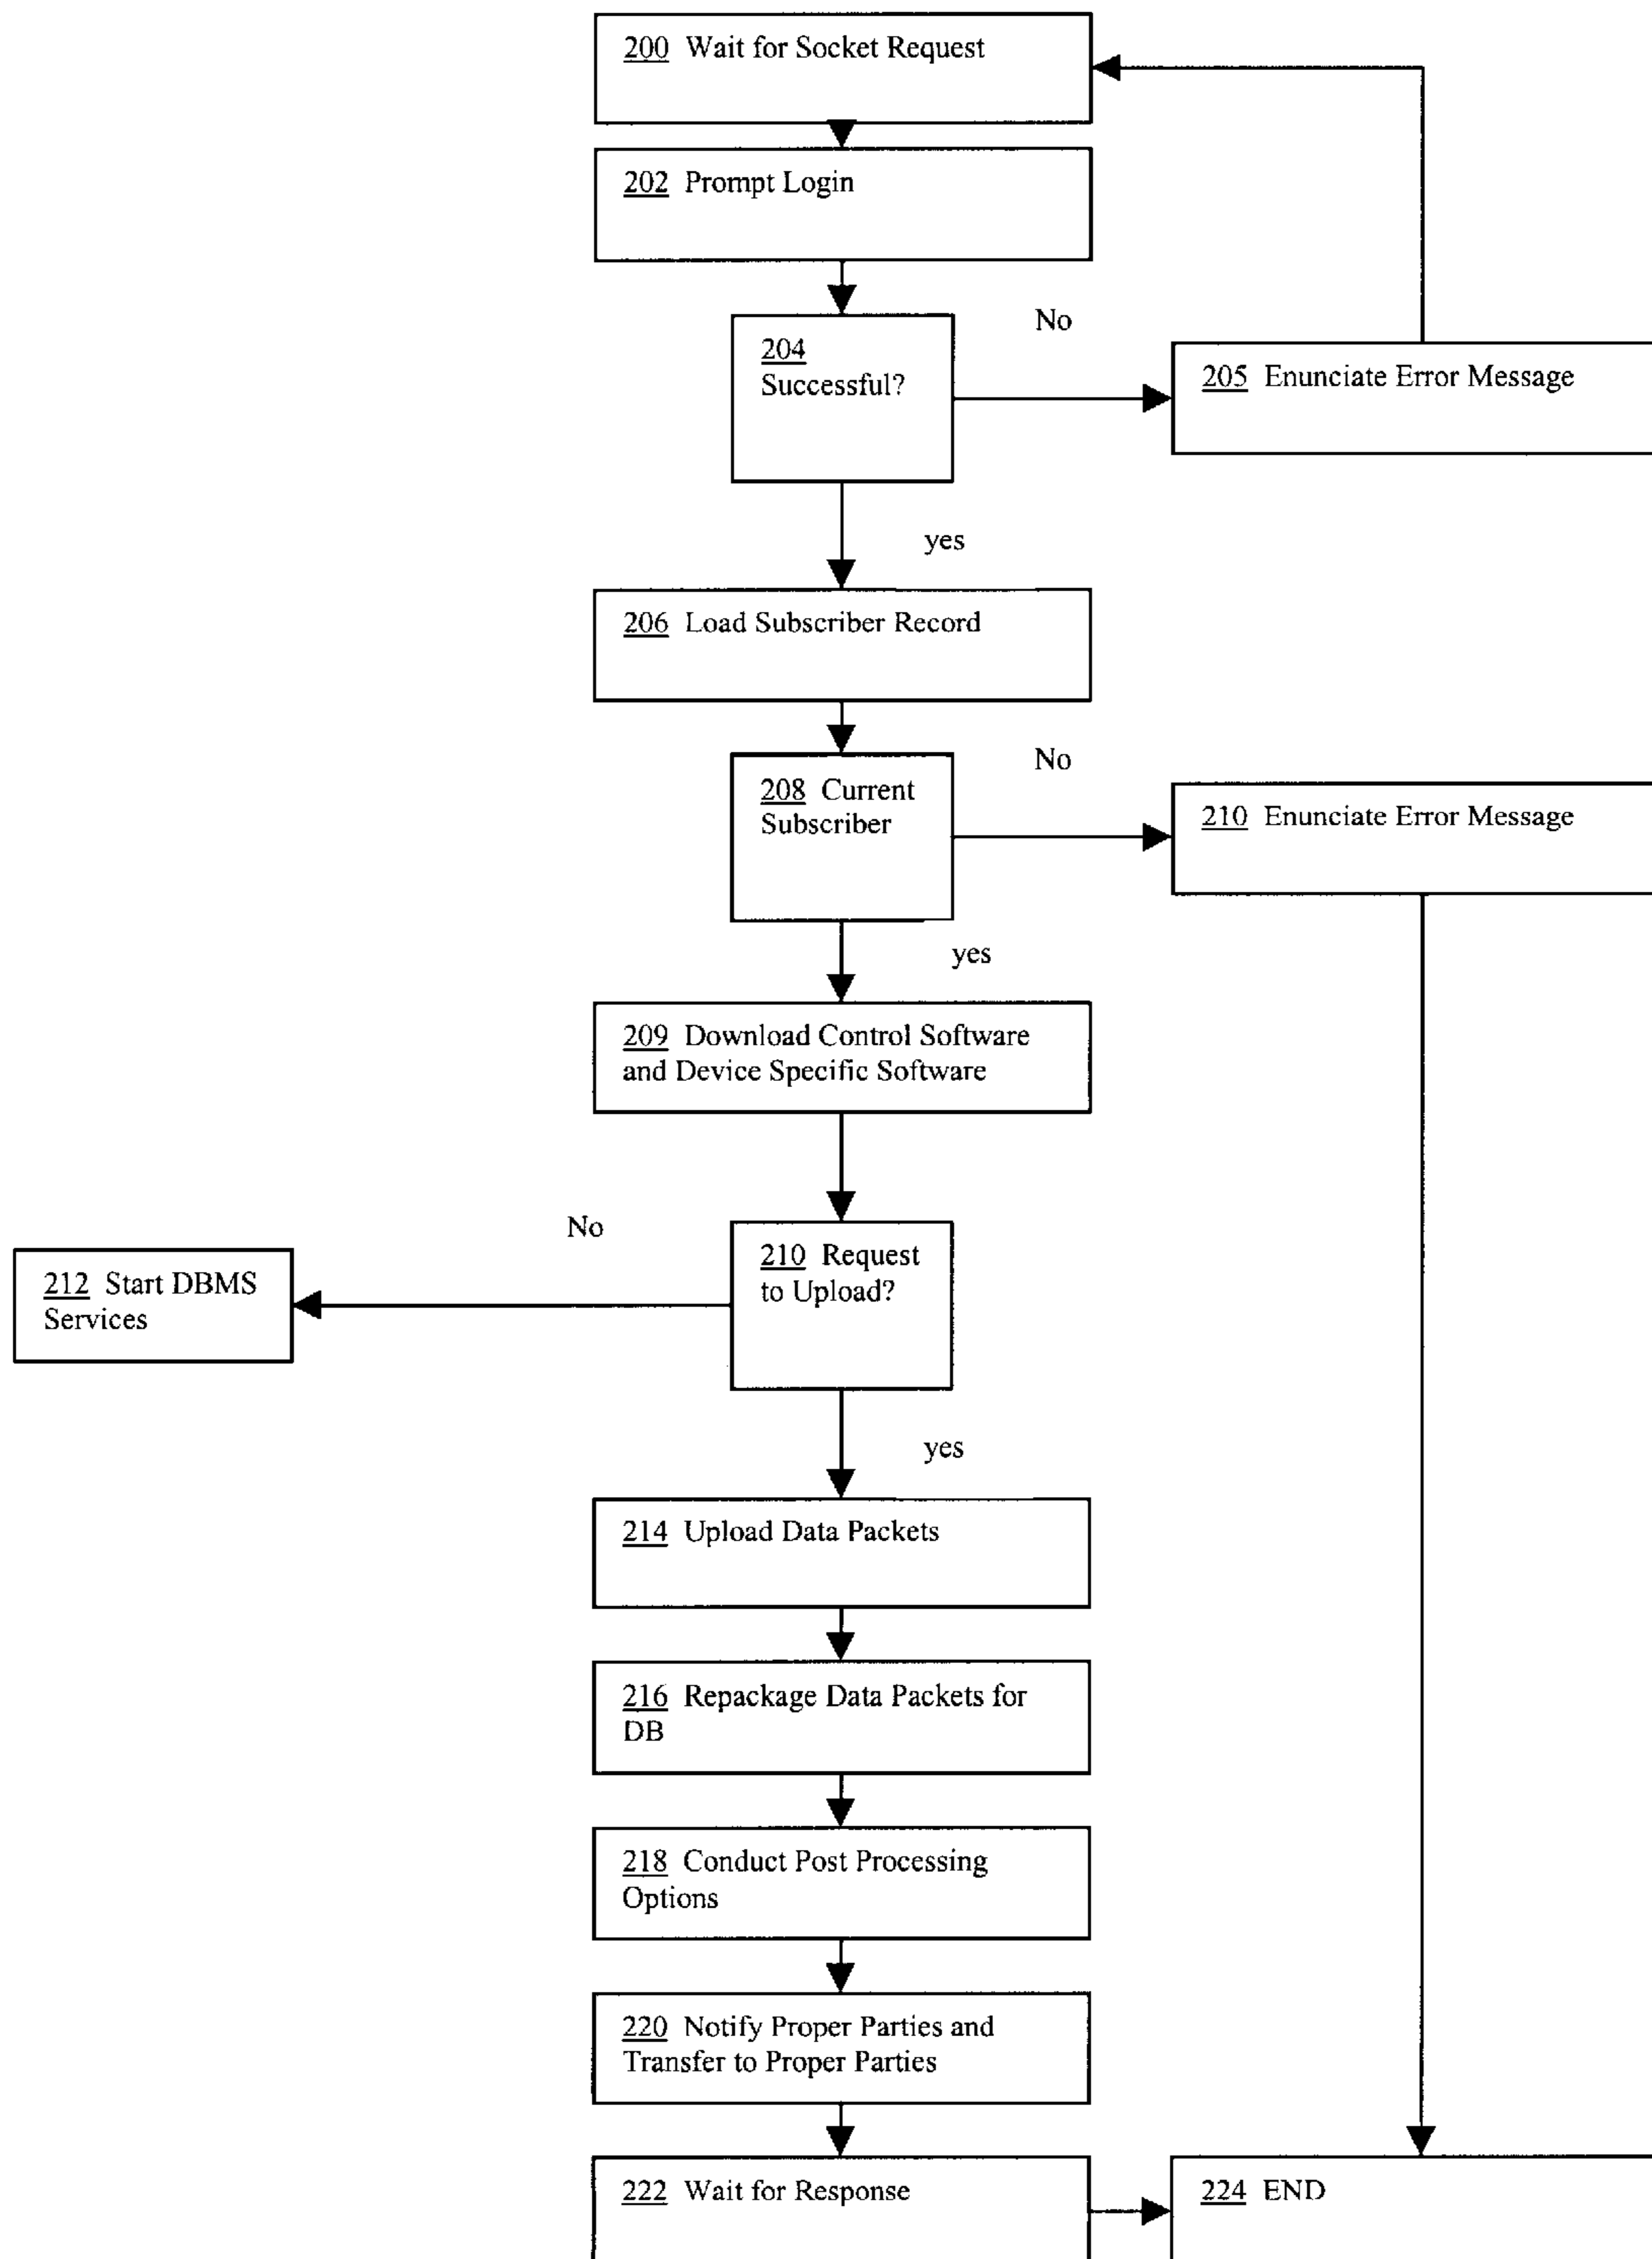 200 Wait for Socket Request
202 Prompt Login
No
204
Successful?
205 Enunciate Error Message
yes
206 Load Subscriber Record
No
208 Current
Subscriber
210 Enunciate Error Message
yes
209 Download Control Software
and Device Specific Software
No
210 Request
to Upload?
212 Start DBMS
Services
yes
214 Upload Data Packets
216 Repackage Data Packets for
DB
218 Conduct Post Processing
Options
220 Notify Proper Parties and
Transfer to Proper Parties
222 Wait for Response
224 END